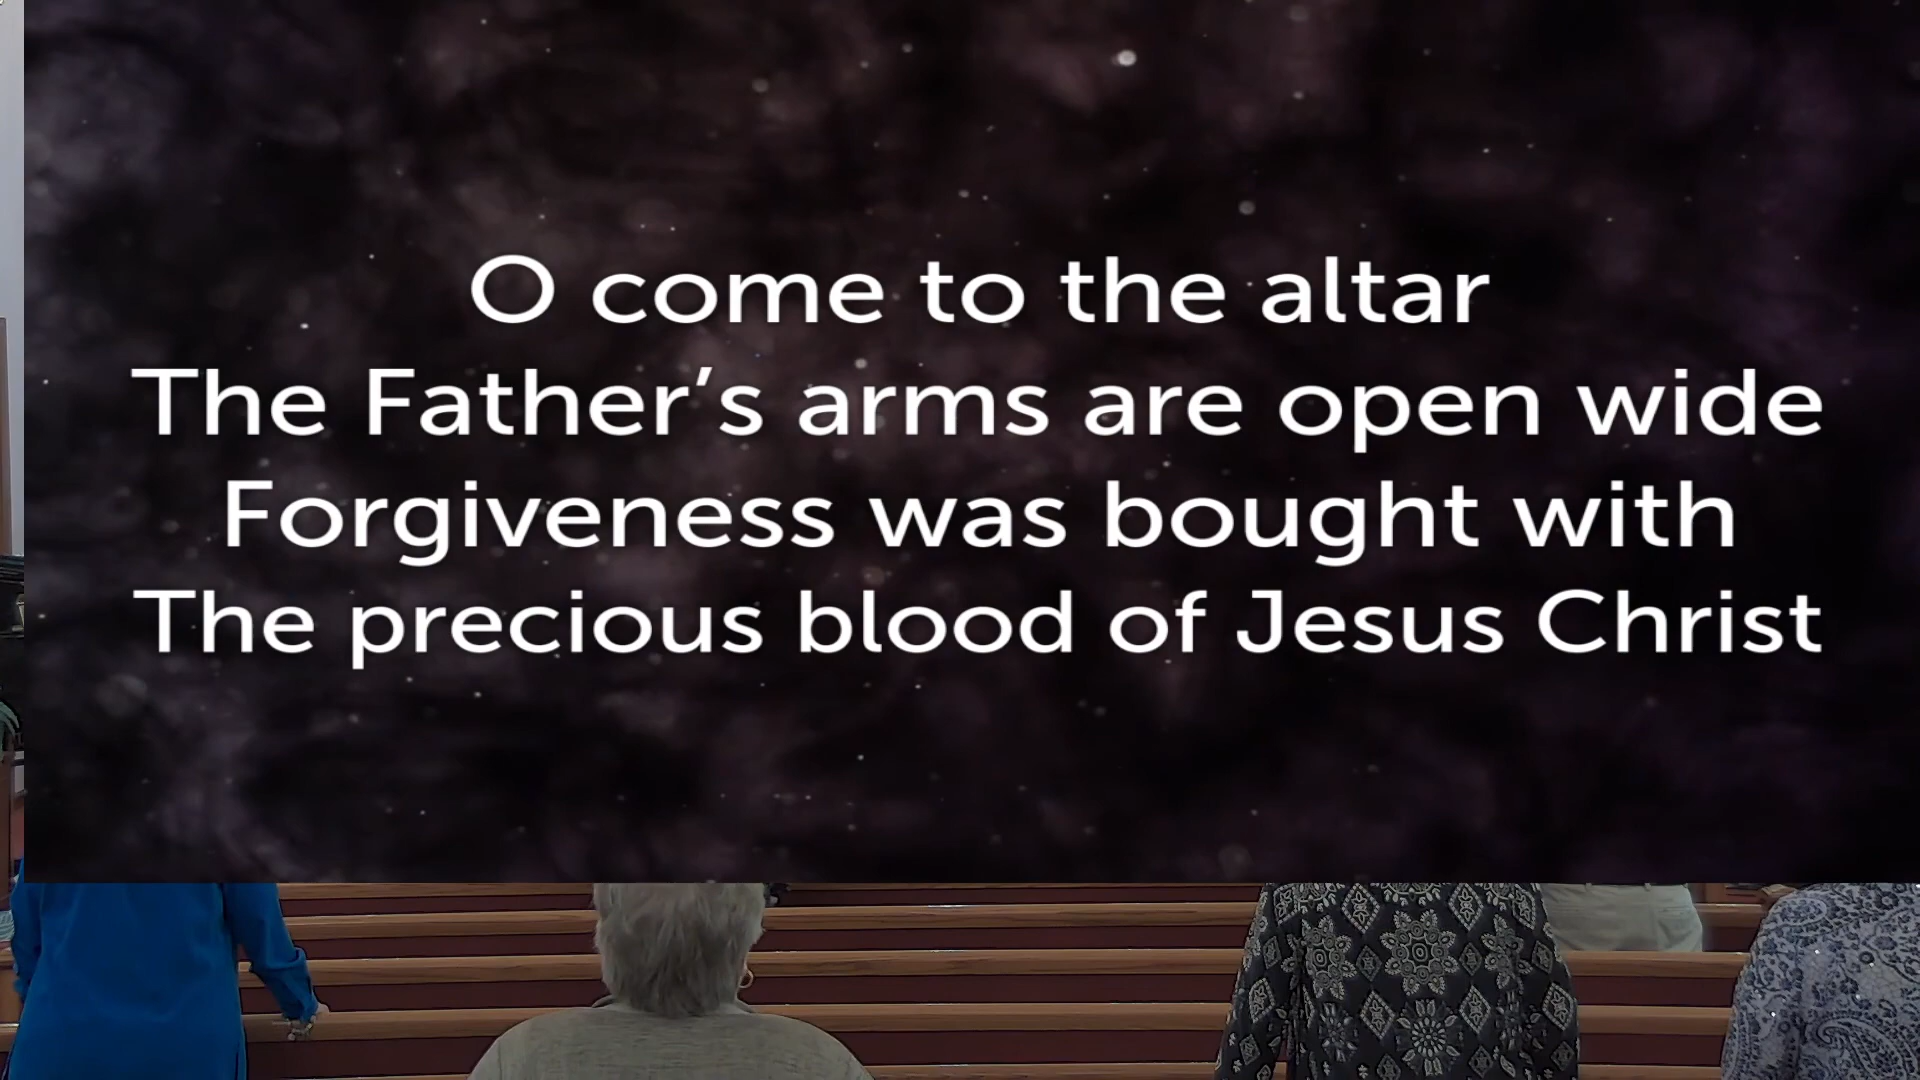 O come to the altar
The Father’s arms are open wide
Forgiveness was bought with
The precious blood of Jesus Christ